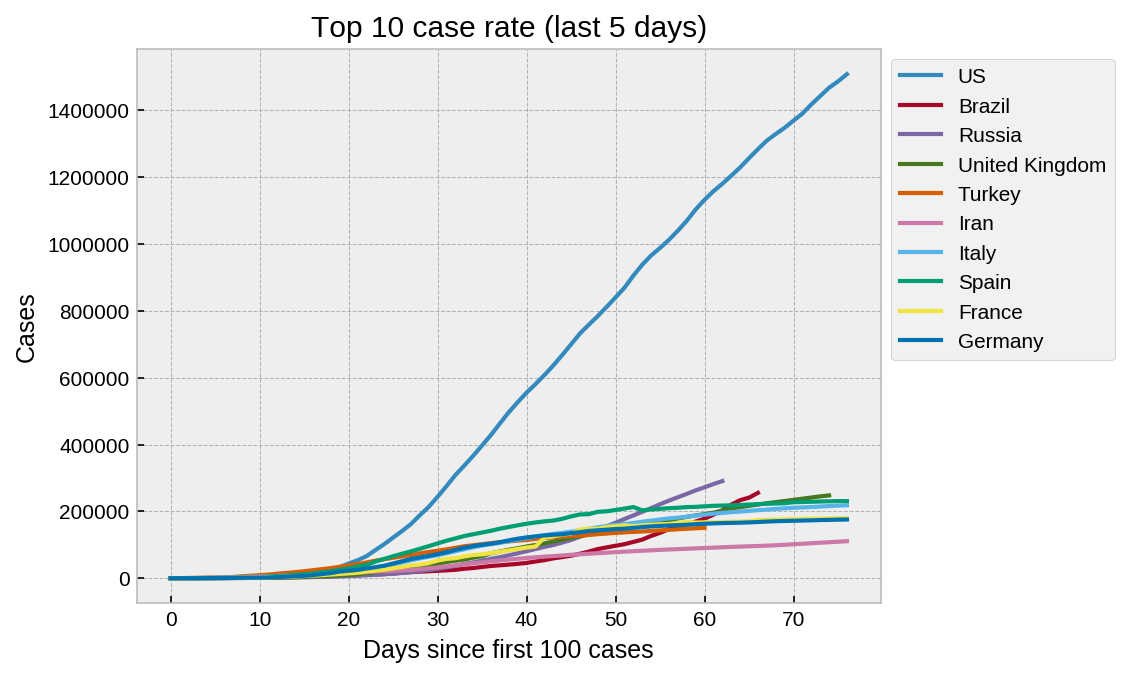 Top 10 case rate (last 5 days)
Cases
1400000
1200000
1000000
800000
600000
400000
200000
0
0 10 20 30 40 50 60 70
Days since first 100 cases
US
Brazil
Russia
United Kingdom
Turkey
Iran
Italy
Spain
France
Germany